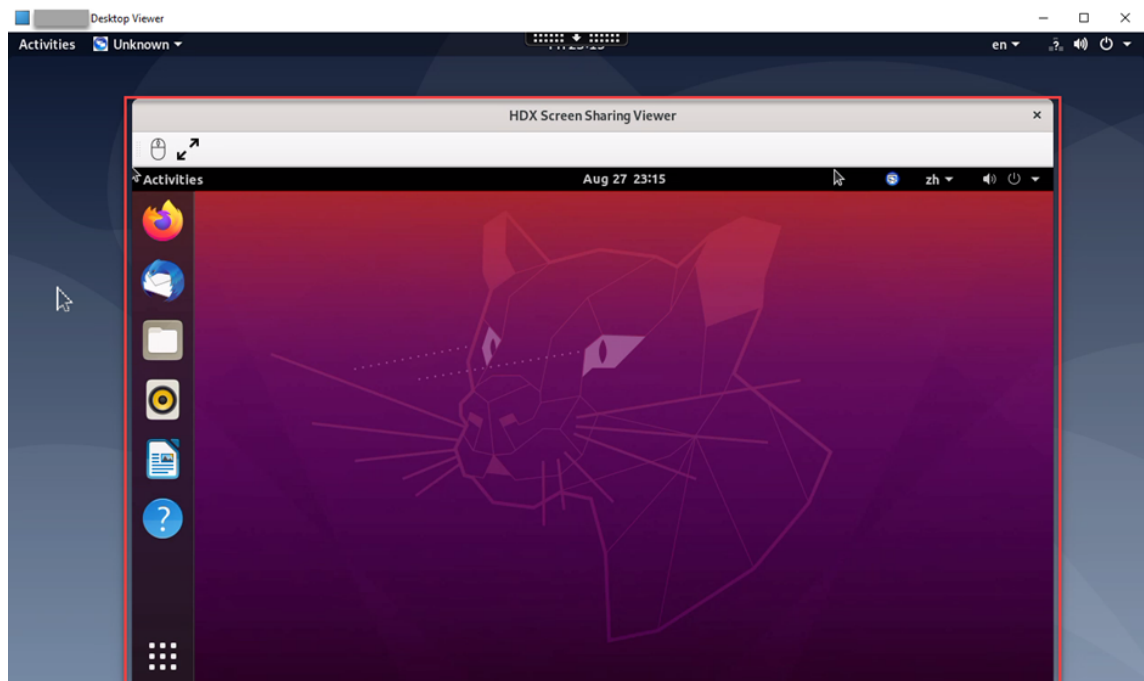 Desktop Viewer
Activities Unknown en
HDX Screen Sharing Viewer
Activities Aug 27 23:15 zh